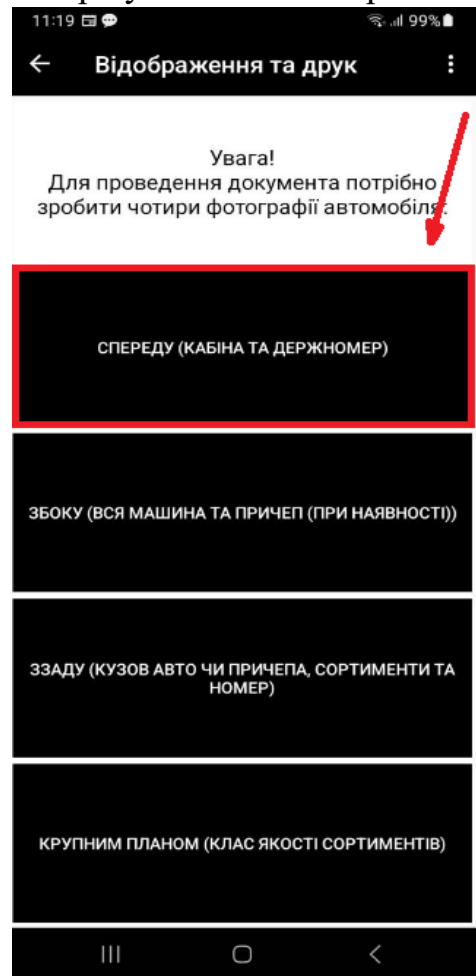 11:19 99%
Відображення та друк
Увага!
Для проведення документа потрібно
зробити чотири фотографії автомобіля:
СПЕРЕДУ (КАБІНА ТА ДЕРЖНОМЕР)
ЗБОКУ (ВСЯ МАШИНА ТА ПРИЧЕП (ПРИ НАЯВНОСТІ))
ЗЗАДУ (КУЗОВ АВТО ЧИ ПРИЧЕПА, СОРТИМЕНТИ ТА
НОМЕР)
КРУПНИМ ПЛАНОМ (КЛАС ЯКОСТІ СОРТИМЕНТІВ)